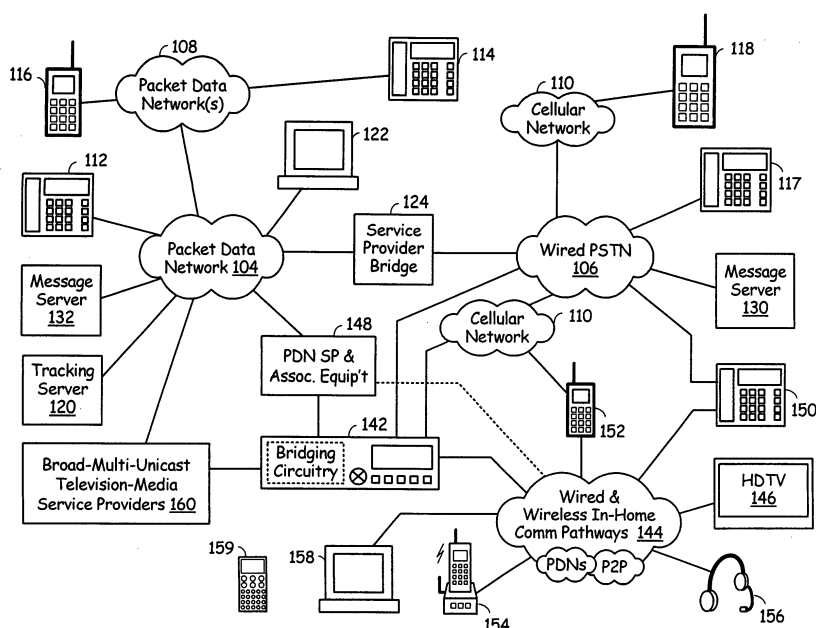 108
116
Packet Data
Network(s)
114
118
110
Cellular
Network
112
122
117
124
Packet Data
Network 104
Service
Provider
Bridge
Wired PSTN
106
Message
Server
132
Message
Server
130
Cellular
Network
110
148
PDN SP &
Assoc. Equip't
Tracking
Server
120
142
152
150
Bridging
Circuitry
Broad-Multi-Unicast
Television-Media
Service Providers 160
HDTV
146
Wired &
Wireless In-Home
Comm Pathways 144
PDNs
P2P
159
158
154
156